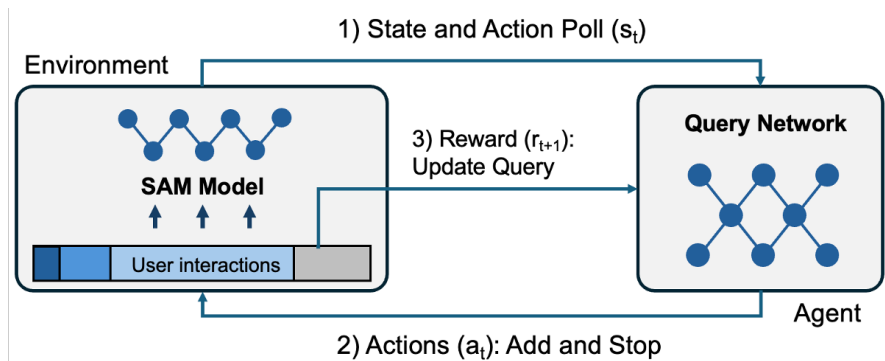 1) State and Action Poll (sₜ)
Environment
SAM Model
User interactions
3) Reward (rₜ₊₁):
Update Query
Query Network
Agent
2) Actions (aₜ): Add and Stop